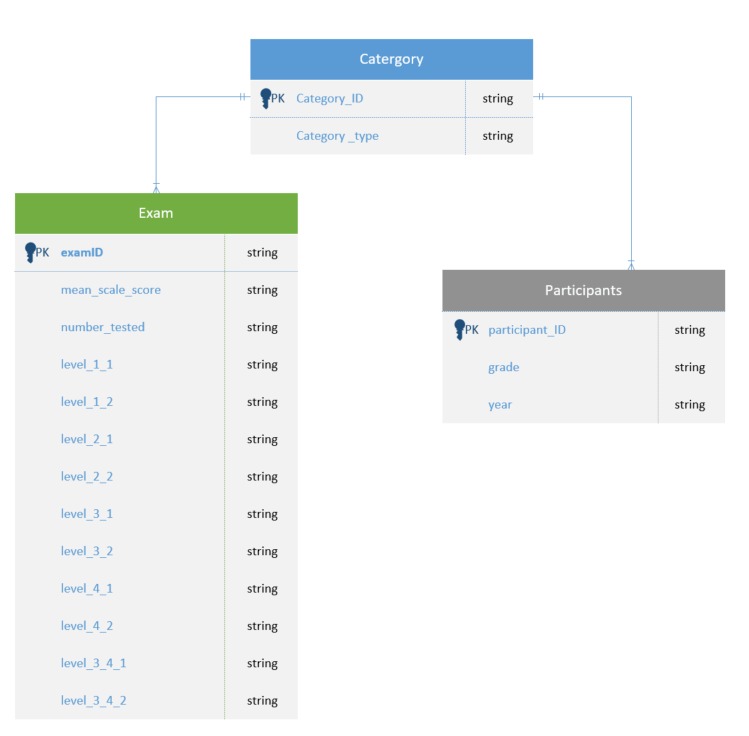 Catergory
PK Category_ID string
Category _type string
Exam
PK examID string
mean_scale_score string
number_tested string
level_1_1 string
level_1_2 string
level_2_1 string
level_2_2 string
level_3_1 string
level_3_2 string
level_4_1 string
level_4_2 string
level_3_4_1 string
level_3_4_2 string
Participants
PK participant_ID string
grade string
year string